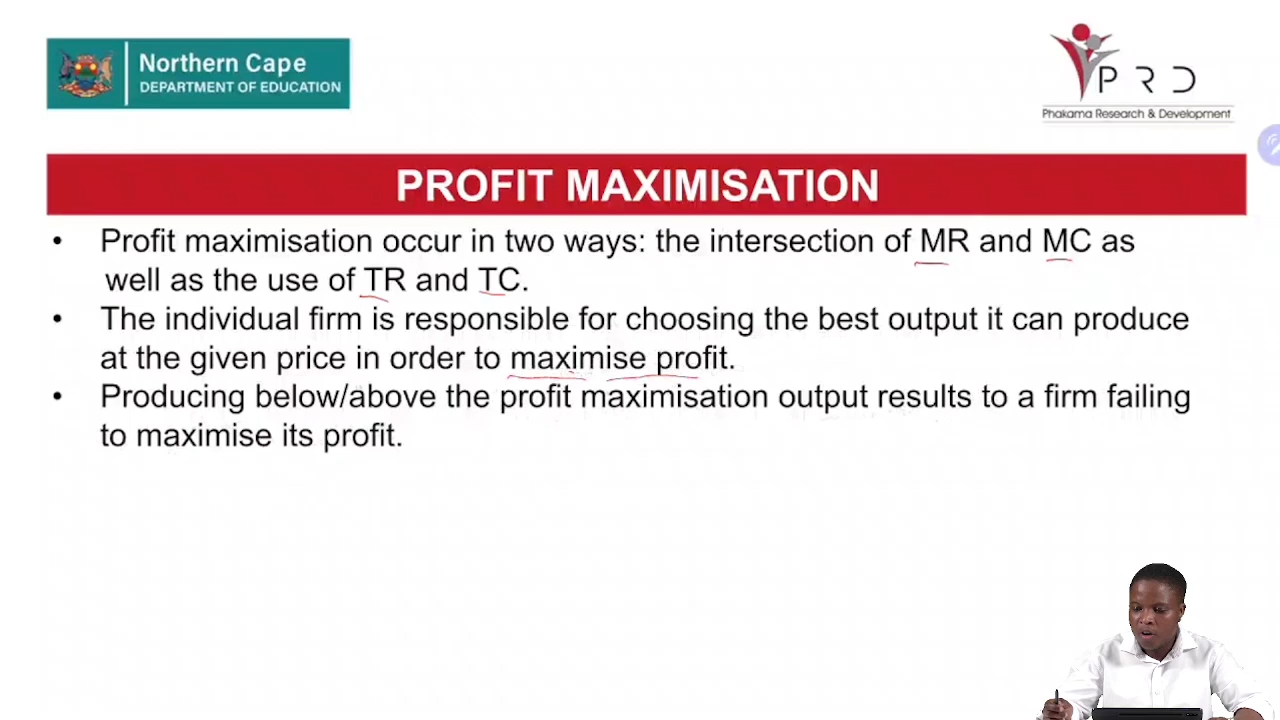 Northern Cape
DEPARTMENT OF EDUCATION
PRD
Phakama Research & Development
PROFIT MAXIMISATION
• Profit maximisation occur in two ways: the intersection of MR and MC as
well as the use of TR and TC.
• The individual firm is responsible for choosing the best output it can produce
at the given price in order to maximise profit.
• Producing below/above the profit maximisation output results to a firm failing
to maximise its profit.